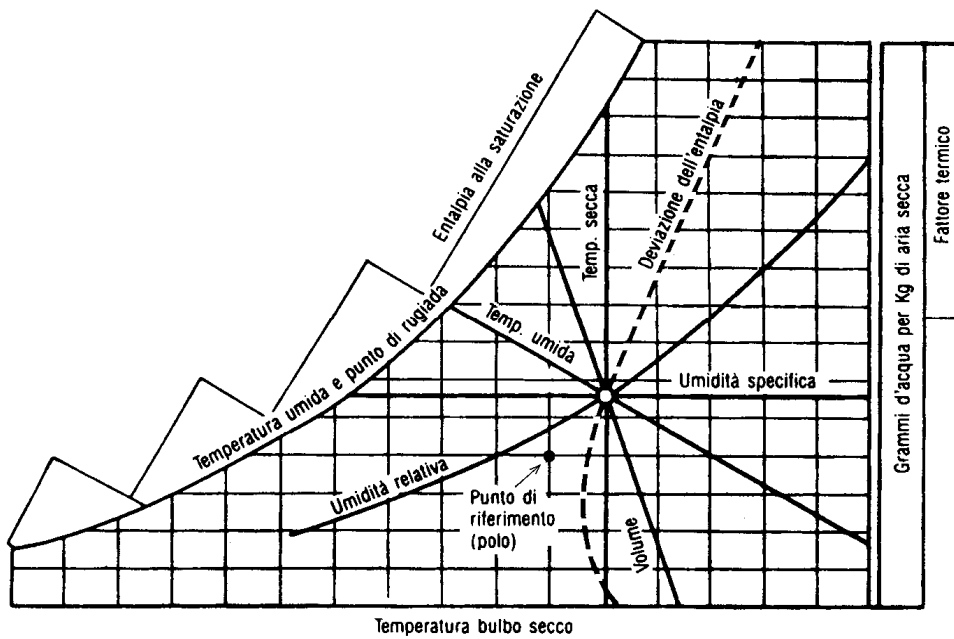 Entalpia alla saturazione
Temperatura umida e punto di rugiada
Temp. umida
Temp. secca
Deviazione dell'entalpia
Umidità specifica
Umidità relativa
Punto di
riferimento
(polo)
Volume
Grammi d'acqua per Kg di aria secca
Fattore termico
Temperatura bulbo secco